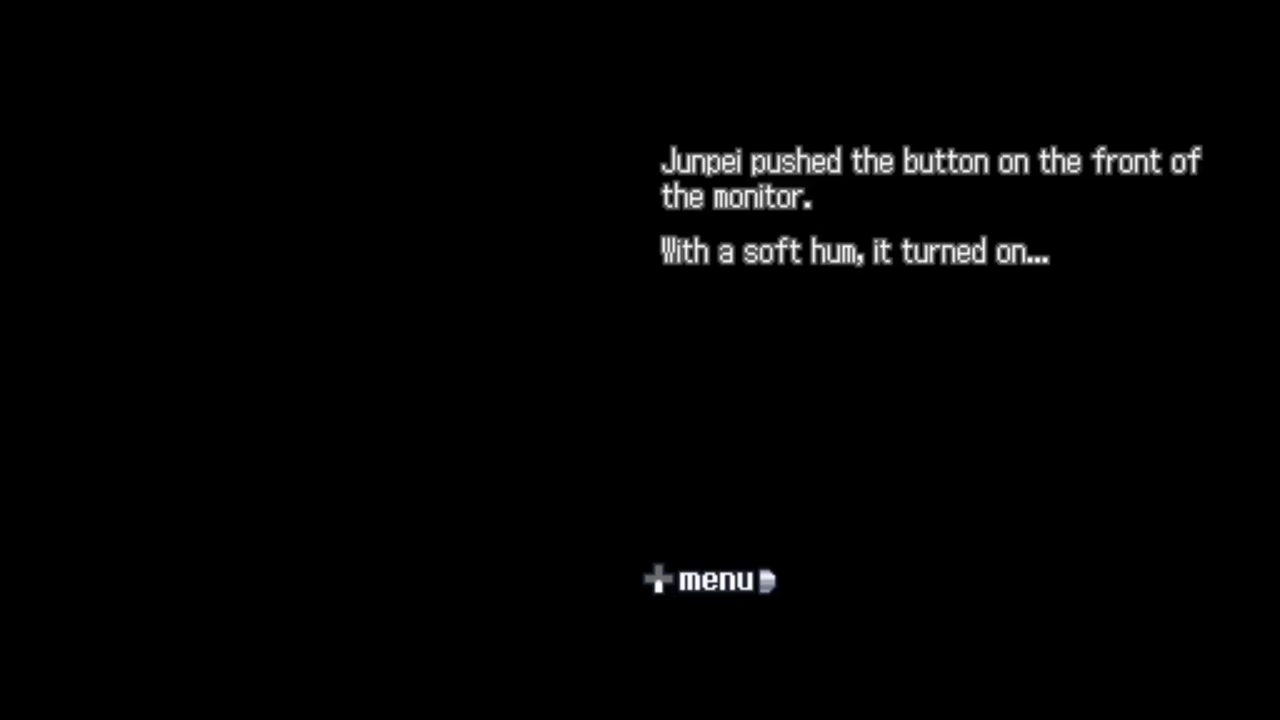 Junpei pushed the button on the front of
the monitor.
With a soft hum, it turned on...
menu